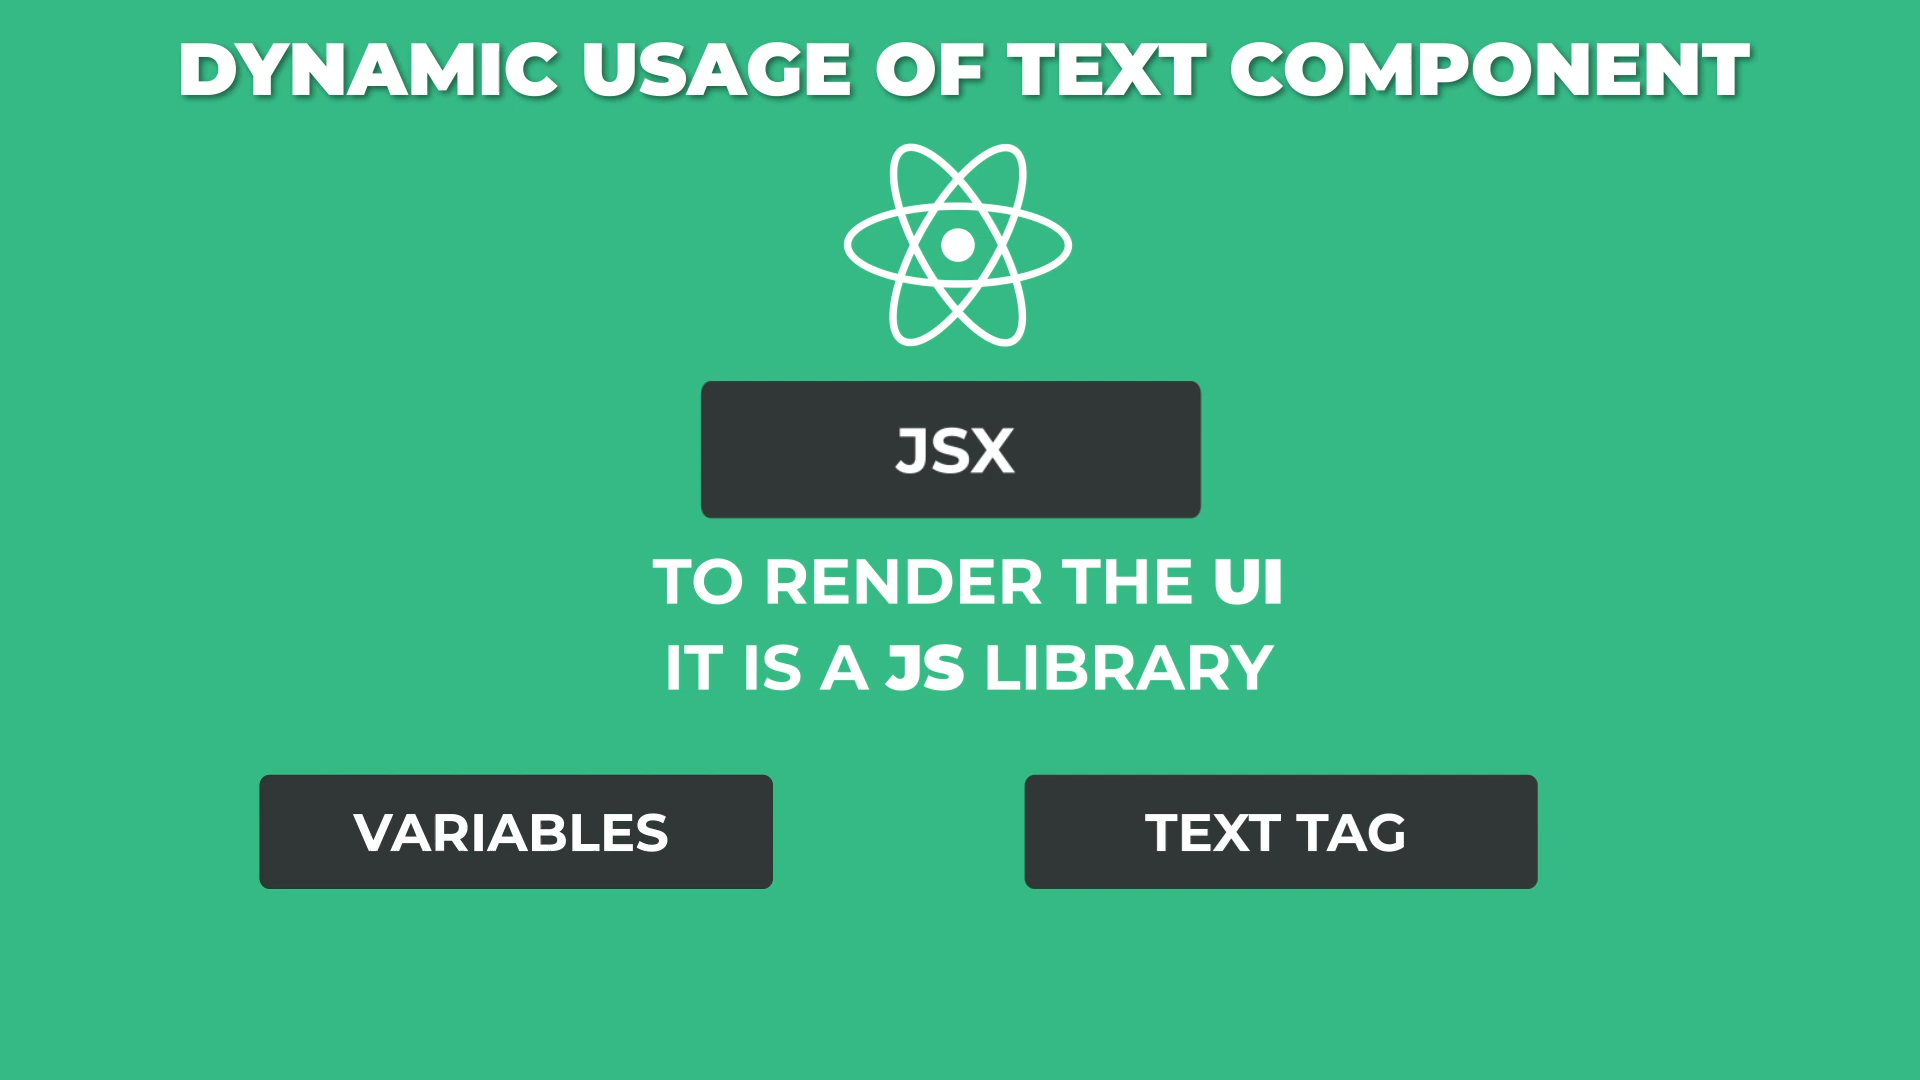 DYNAMIC USAGE OF TEXT COMPONENT
JSX
TO RENDER THE UI
IT IS A JS LIBRARY
VARIABLES
TEXT TAG